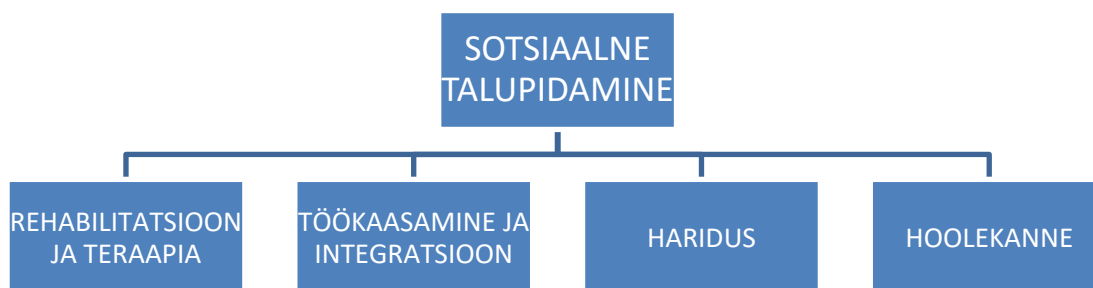 SOTSIAALNE
TALUPIDAMINE
REHABILITATSIOON
JA TERAAPIA
TÖÖKAASAMINE JA
INTEGRATSIOON
HARIDUS
HOOLEKANNE